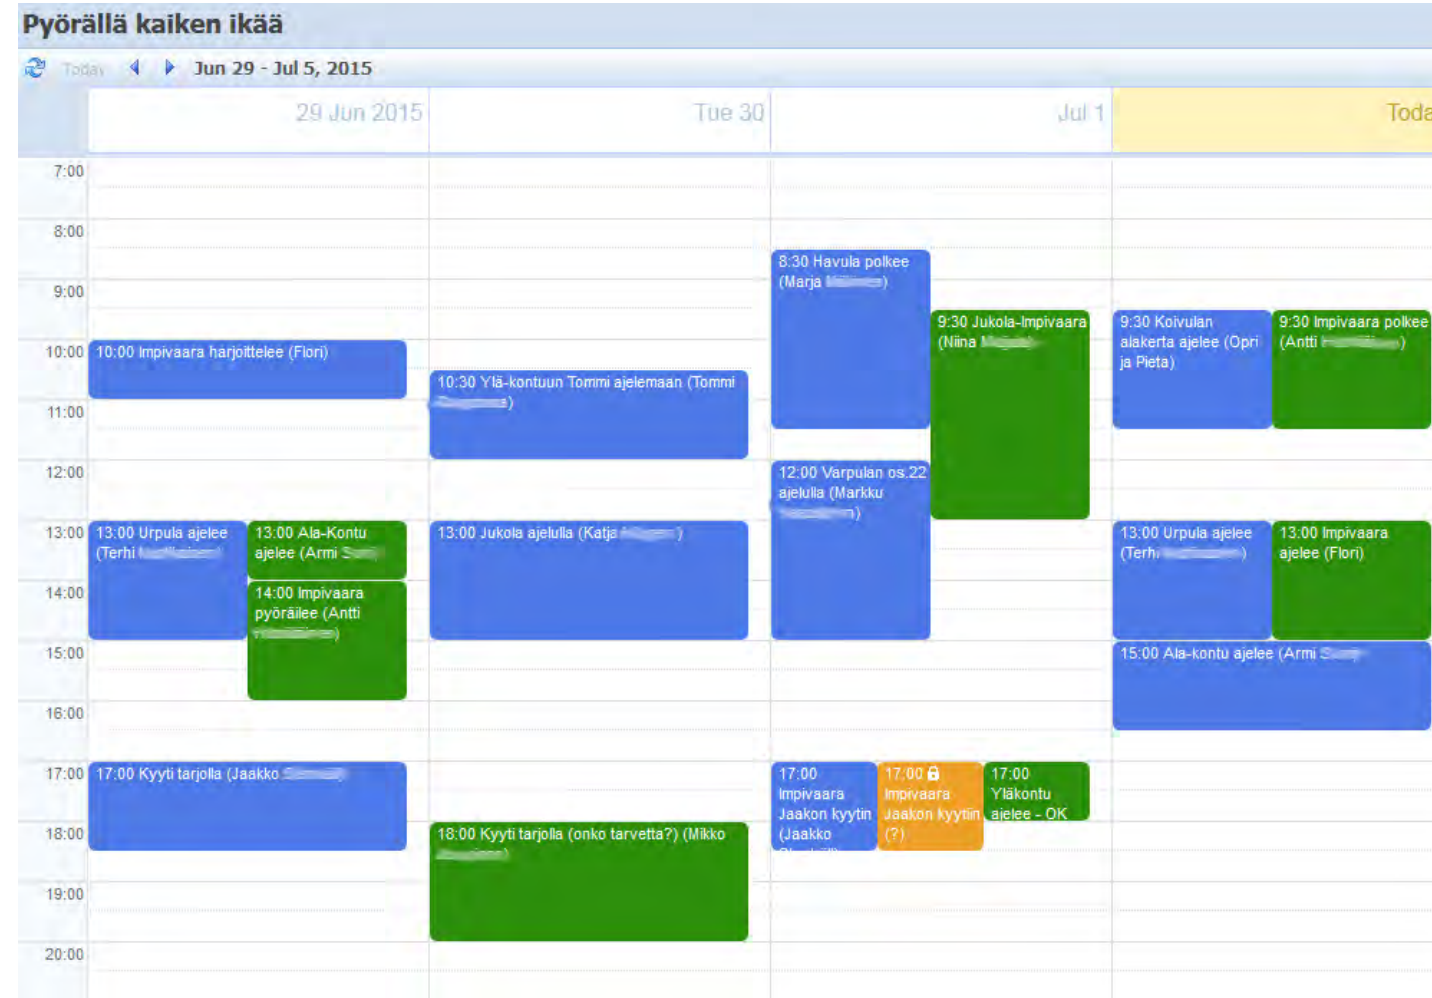 Pyörällä kaiken ikää
Today
Jun 29 - Jul 5, 2015
29 Jun 2015
Tue 30
Jul 1
Toda
7:00
8:00
9:00
10:00
11:00
12:00
13:00
14:00
15:00
16:00
17:00
18:00
19:00
20:00
10:00 Impivaara harjoittelee (Flori)
13:00 Urpula ajelee
(Terhi
13:00 Ala-Kontu
ajelee (Armi
14:00 Impivaara
pyöräilee (Antti
)
17:00 Kyyti tarjolla (Jaakko
10:30 Ylä-kontuun Tommi ajelemaan (Tommi
)
13:00 Jukola ajelulla (Katja )
18:00 Kyyti tarjolla (onko tarvetta?) (Mikko
)
8:30 Havula polkee
(Marja )
9:30 Jukola-Impivaara
(Niina
12:00 Varpulan os.22
ajelulla (Markku
)
17:00
Impivaara
Jaakon kyytin
(Jaakko
17:00
Impivaara
Jaakon kyytiin
(?)
17:00
Yläkontu
ajelee - OK
9:30 Koivulan
alakerta ajelee (Opri
ja Pieta)
9:30 Impivaara polkee
(Antti )
13:00 Urpula ajelee
(Terhi )
13:00 Impivaara
ajelee (Flori)
15:00 Ala-kontu ajelee (Armi